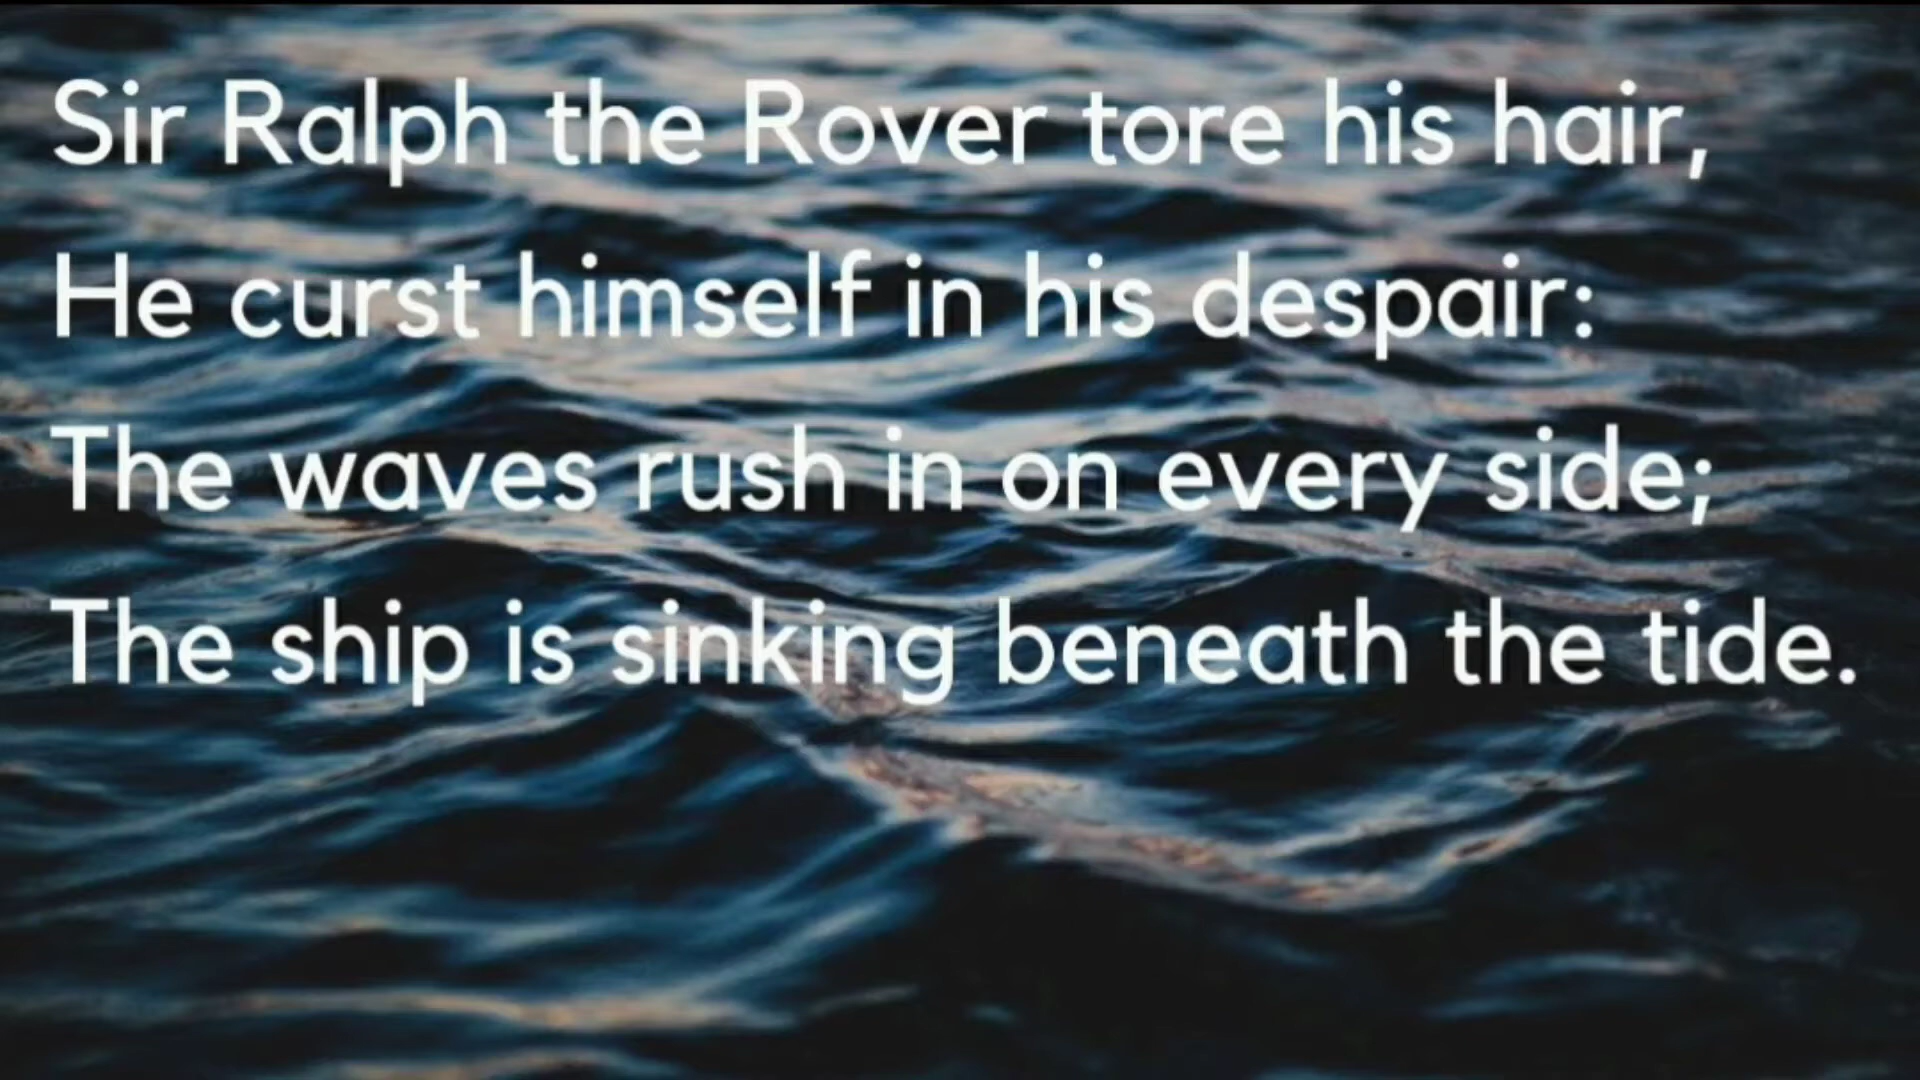 Sir Ralph the Rover tore his hair,
He curst himself in his despair:
The waves rush in on every side;
The ship is sinking beneath the tide.